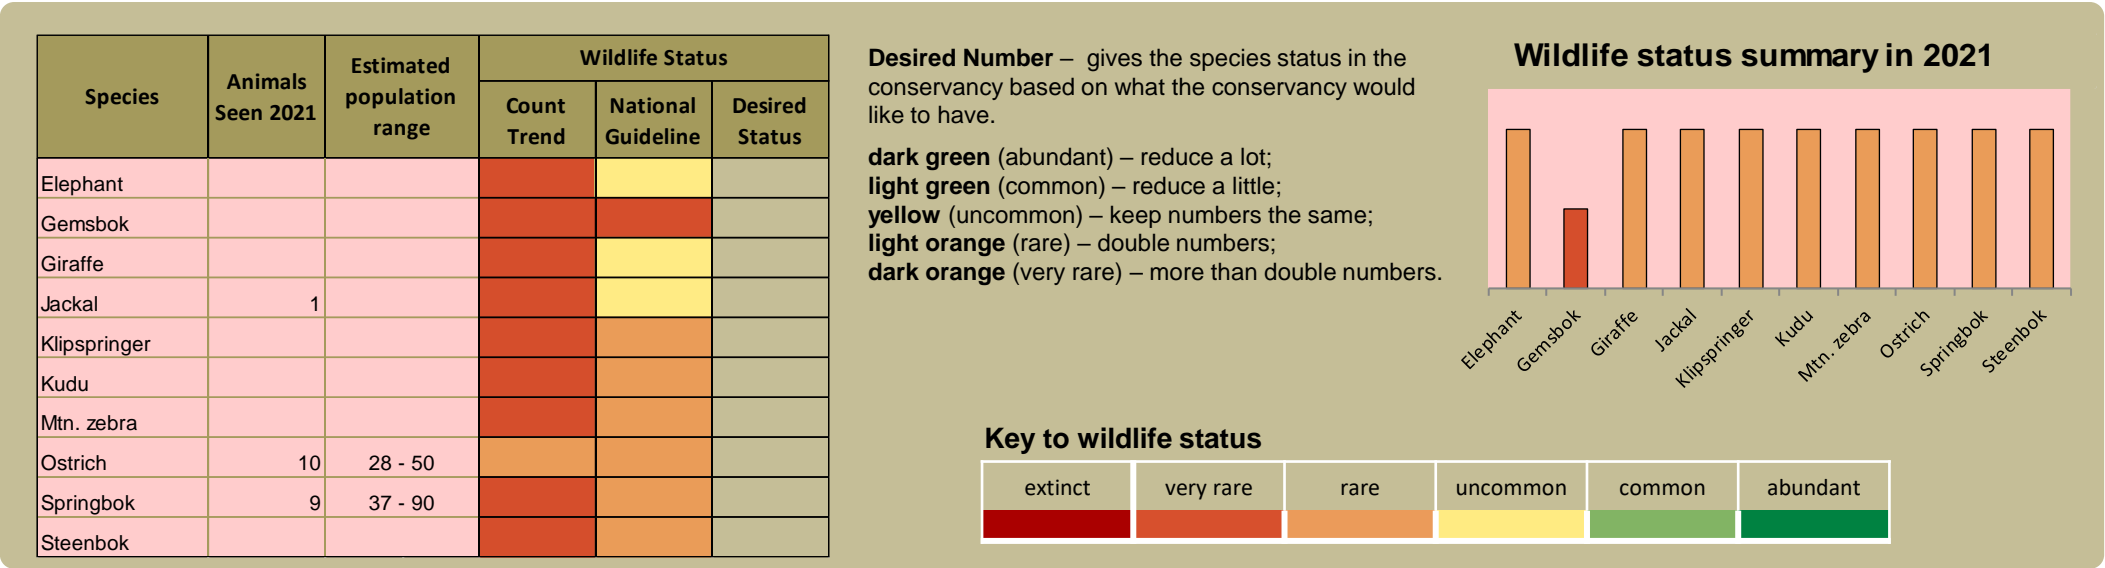 Species
Animals
Seen 2021
Estimated
population
range
Wildlife Status
Count
Trend
National
Guideline
Desired
Status
Elephant
Gemsbok
Giraffe
Jackal 1
Klipspringer
Kudu
Mtn. zebra
Ostrich 10 28 - 50
Springbok 9 37 - 90
Steenbok
Desired Number – gives the species status in the
conservancy based on what the conservancy would
like to have.
dark green (abundant) – reduce a lot;
light green (common) – reduce a little;
yellow (uncommon) – keep numbers the same;
light orange (rare) – double numbers;
dark orange (very rare) – more than double numbers.
Wildlife status summary in 2021
Elephant
Gemsbok
Giraffe
Jackal
Klipspringer
Kudu
Mtn. zebra
Ostrich
Springbok
Steenbok
Key to wildlife status
extinct very rare rare uncommon common abundant